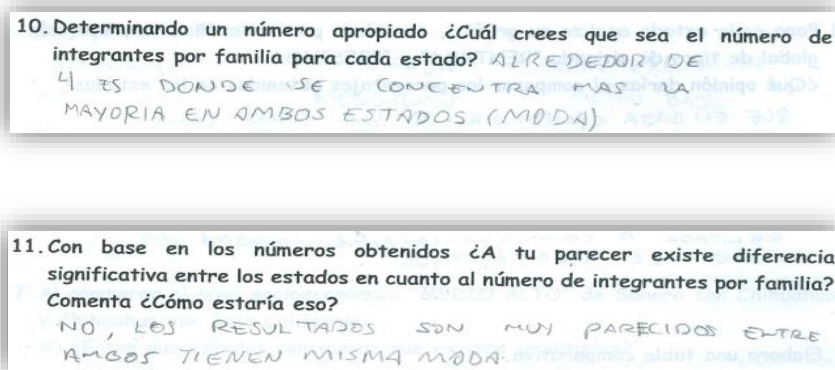 10. Determinando un número apropiado ¿Cuál crees que sea el número de
integrantes por familia para cada estado? ALREDEDOR DE
4 ES DONDE SE CONCENTRA MAS LA
MAYORIA EN AMBOS ESTADOS (MODA)
11. Con base en los números obtenidos ¿A tu parecer existe diferencia
significativa entre los estados en cuanto al número de integrantes por familia?
Comenta ¿Cómo estaría eso?
NO, LOS RESULTADOS SON MUY PARECIDOS ENTRE
AMBOS TIENEN MISMA MODA.